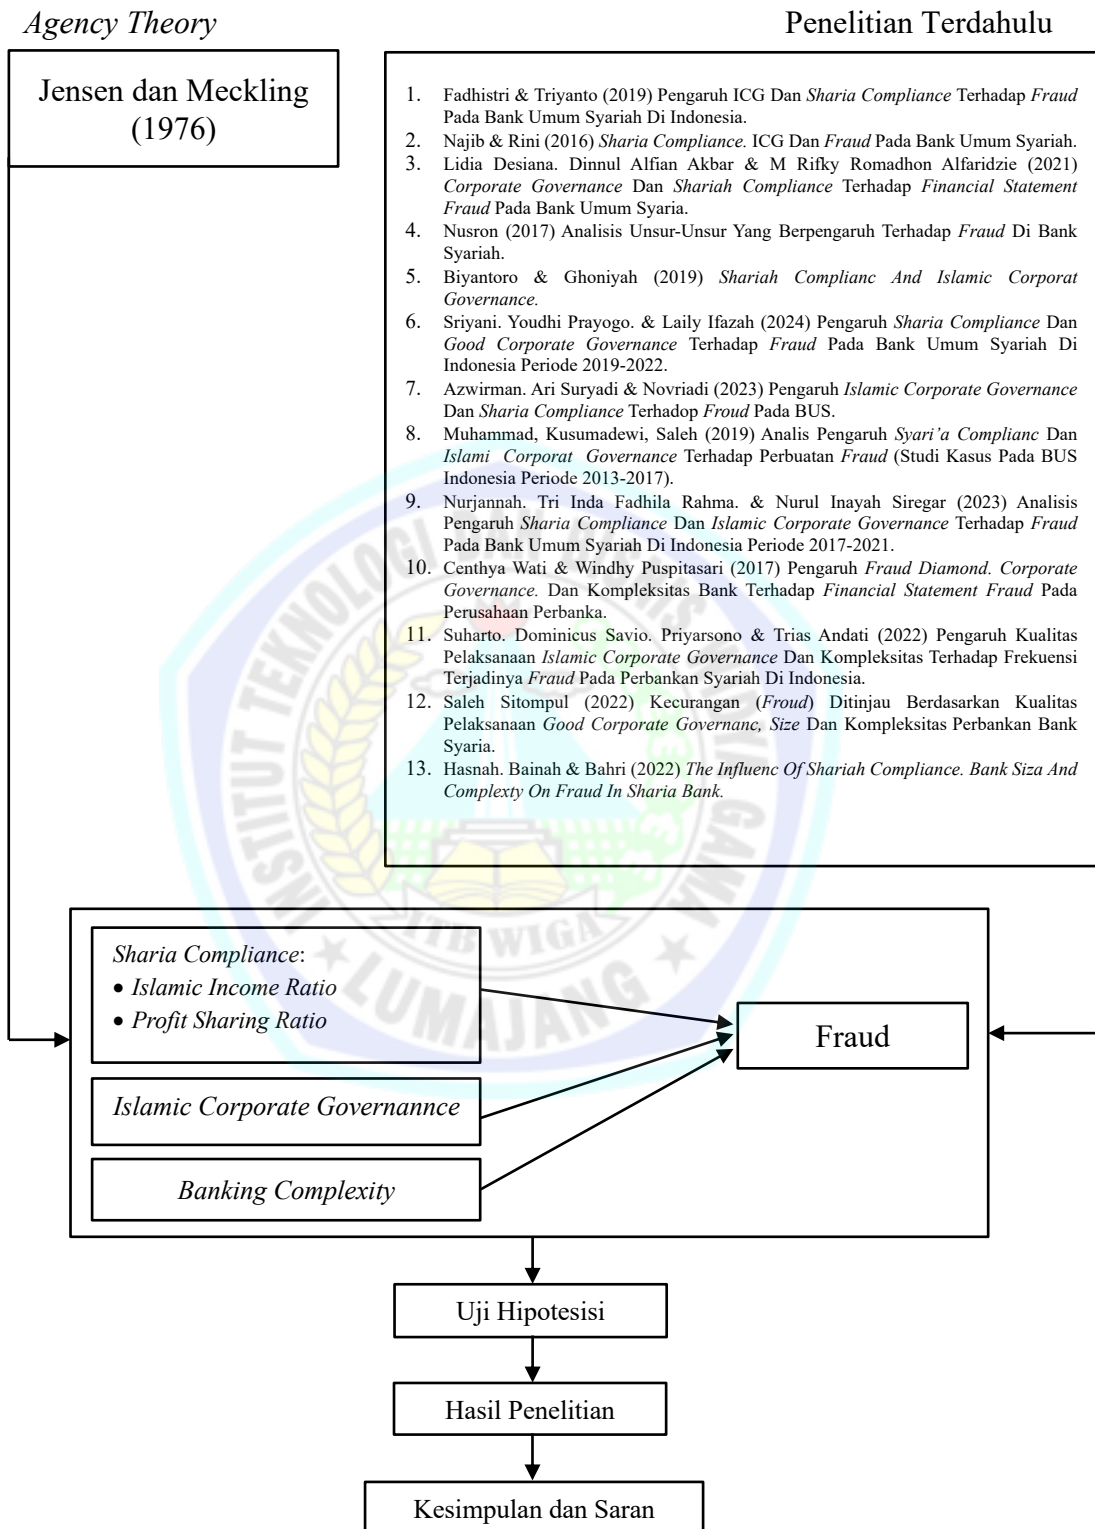 Agency Theory
Penelitian Terdahulu
Jensen dan Meckling
(1976)
1. Fadhistri & Triyanto (2019) Pengaruh ICG Dan Sharia Compliance Terhadap Fraud
Pada Bank Umum Syariah Di Indonesia.
2. Najib & Rini (2016) Sharia Compliance. ICG Dan Fraud Pada Bank Umum Syariah.
3. Lidia Desiana. Dinnul Alfian Akbar & M Rifky Romadhon Alfaridzie (2021)
Corporate Governance Dan Shariah Compliance Terhadap Financial Statement
Fraud Pada Bank Umum Syaria.
4. Nusron (2017) Analisis Unsur-Unsur Yang Berpengaruh Terhadap Fraud Di Bank
Syariah.
5. Biyantoro & Ghoniyah (2019) Shariah Complianc And Islamic Corporat
Governance.
6. Sriyani. Youdhi Prayogo. & Laily Ifazah (2024) Pengaruh Sharia Compliance Dan
Good Corporate Governance Terhadap Fraud Pada Bank Umum Syariah Di
Indonesia Periode 2019-2022.
7. Azwirman. Ari Suryadi & Novriadi (2023) Pengaruh Islamic Corporate Governance
Dan Sharia Compliance Terhadop Froud Pada BUS.
8. Muhammad, Kusumadewi, Saleh (2019) Analis Pengaruh Syari’a Complianc Dan
Islami Corporat Governance Terhadap Perbuatan Fraud (Studi Kasus Pada BUS
Indonesia Periode 2013-2017).
9. Nurjannah. Tri Inda Fadhila Rahma. & Nurul Inayah Siregar (2023) Analisis
Pengaruh Sharia Compliance Dan Islamic Corporate Governance Terhadap Fraud
Pada Bank Umum Syariah Di Indonesia Periode 2017-2021.
10. Centhya Wati & Windhy Puspitasari (2017) Pengaruh Fraud Diamond. Corporate
Governance. Dan Kompleksitas Bank Terhadap Financial Statement Fraud Pada
Perusahaan Perbanka.
11. Suharto. Dominicus Savio. Priyarsono & Trias Andati (2022) Pengaruh Kualitas
Pelaksanaan Islamic Corporate Governance Dan Kompleksitas Terhadap Frekuensi
Terjadinya Fraud Pada Perbankan Syariah Di Indonesia.
12. Saleh Sitompul (2022) Kecurangan (Froud) Ditinjau Berdasarkan Kualitas
Pelaksanaan Good Corporate Governanc, Size Dan Kompleksitas Perbankan Bank
Syaria.
13. Hasnah. Bainah & Bahri (2022) The Influenc Of Shariah Compliance. Bank Siza And
Complexty On Fraud In Sharia Bank.
INSTITUT TEKNOLOGI DAN BISNIS WIDYA GAMA
ITB WIGA
LUMAJANG
Sharia Compliance:
• Islamic Income Ratio
• Profit Sharing Ratio
Fraud
Islamic Corporate Governannce
Banking Complexity
Uji Hipotesisi
Hasil Penelitian
Kesimpulan dan Saran